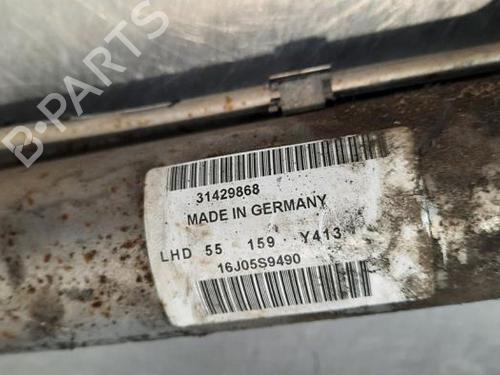 B-PARTS
31429868
MADE IN GERMANY
LHD 55 159 Y413
16J05S9490